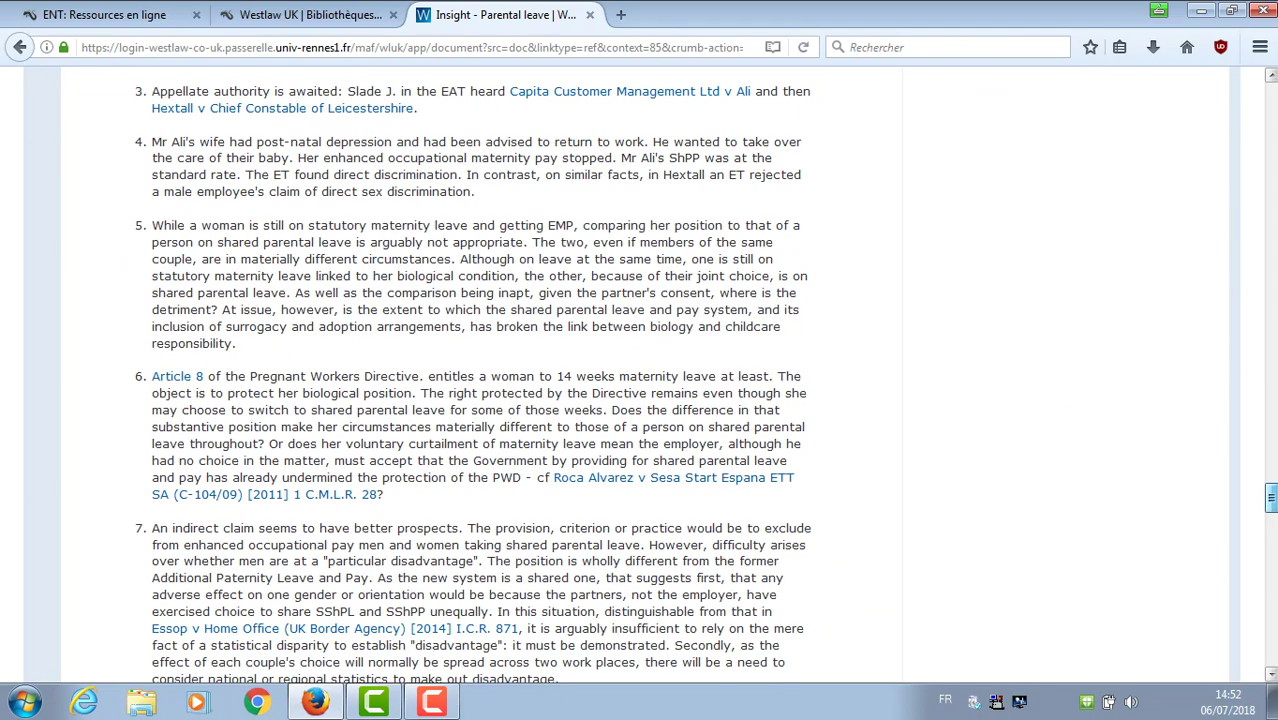 ENT: Ressources en ligne
Westlaw UK | Bibliothèques...
Insight - Parental leave | W...
https://login-westlaw-co-uk.passerelle.univ-rennes1.fr/maf/wluk/app/document?src=doc&linktype=ref&context=85&crumb-action=
Rechercher
3. Appellate authority is awaited: Slade J. in the EAT heard Capita Customer Management Ltd v Ali and then
Hextall v Chief Constable of Leicestershire.
4. Mr Ali's wife had post-natal depression and had been advised to return to work. He wanted to take over
the care of their baby. Her enhanced occupational maternity pay stopped. Mr Ali's ShPP was at the
standard rate. The ET found direct discrimination. In contrast, on similar facts, in Hextall an ET rejected
a male employee's claim of direct sex discrimination.
5. While a woman is still on statutory maternity leave and getting EMP, comparing her position to that of a
person on shared parental leave is arguably not appropriate. The two, even if members of the same
couple, are in materially different circumstances. Although on leave at the same time, one is still on
statutory maternity leave linked to her biological condition, the other, because of their joint choice, is on
shared parental leave. As well as the comparison being inapt, given the partner's consent, where is the
detriment? At issue, however, is the extent to which the shared parental leave and pay system, and its
inclusion of surrogacy and adoption arrangements, has broken the link between biology and childcare
responsibility.
6. Article 8 of the Pregnant Workers Directive. entitles a woman to 14 weeks maternity leave at least. The
object is to protect her biological position. The right protected by the Directive remains even though she
may choose to switch to shared parental leave for some of those weeks. Does the difference in that
substantive position make her circumstances materially different to those of a person on shared parental
leave throughout? Or does her voluntary curtailment of maternity leave mean the employer, although he
had no choice in the matter, must accept that the Government by providing for shared parental leave
and pay has already undermined the protection of the PWD - cf Roca Alvarez v Sesa Start Espana ETT
SA (C-104/09) [2011] 1 C.M.L.R. 28?
7. An indirect claim seems to have better prospects. The provision, criterion or practice would be to exclude
from enhanced occupational pay men and women taking shared parental leave. However, difficulty arises
over whether men are at a "particular disadvantage". The position is wholly different from the former
Additional Paternity Leave and Pay. As the new system is a shared one, that suggests first, that any
adverse effect on one gender or orientation would be because the partners, not the employer, have
exercised choice to share SShPL and SShPP unequally. In this situation, distinguishable from that in
Essop v Home Office (UK Border Agency) [2014] I.C.R. 871, it is arguably insufficient to rely on the mere
fact of a statistical disparity to establish "disadvantage": it must be demonstrated. Secondly, as the
effect of each couple's choice will normally be spread across two work places, there will be a need to
consider national or regional statistics to make out disadvantage.
FR
14:52
06/07/2018